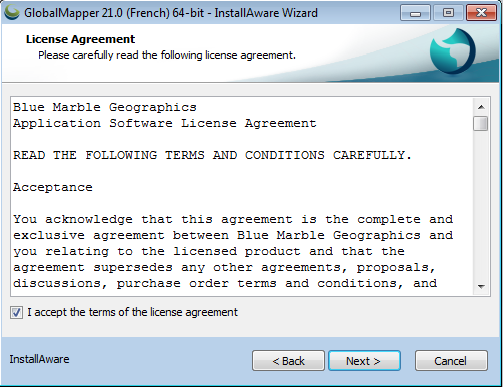 GlobalMapper 21.0 (French) 64-bit - InstallAware Wizard
License Agreement
Please carefully read the following license agreement.
Blue Marble Geographics
Application Software License Agreement
READ THE FOLLOWING TERMS AND CONDITIONS CAREFULLY.
Acceptance
You acknowledge that this agreement is the complete and
exclusive agreement between Blue Marble Geographics and
you relating to the licensed product and that the
agreement supersedes any other agreements, proposals,
discussions, purchase order terms and conditions, and
I accept the terms of the license agreement
InstallAware
< Back
Next >
Cancel